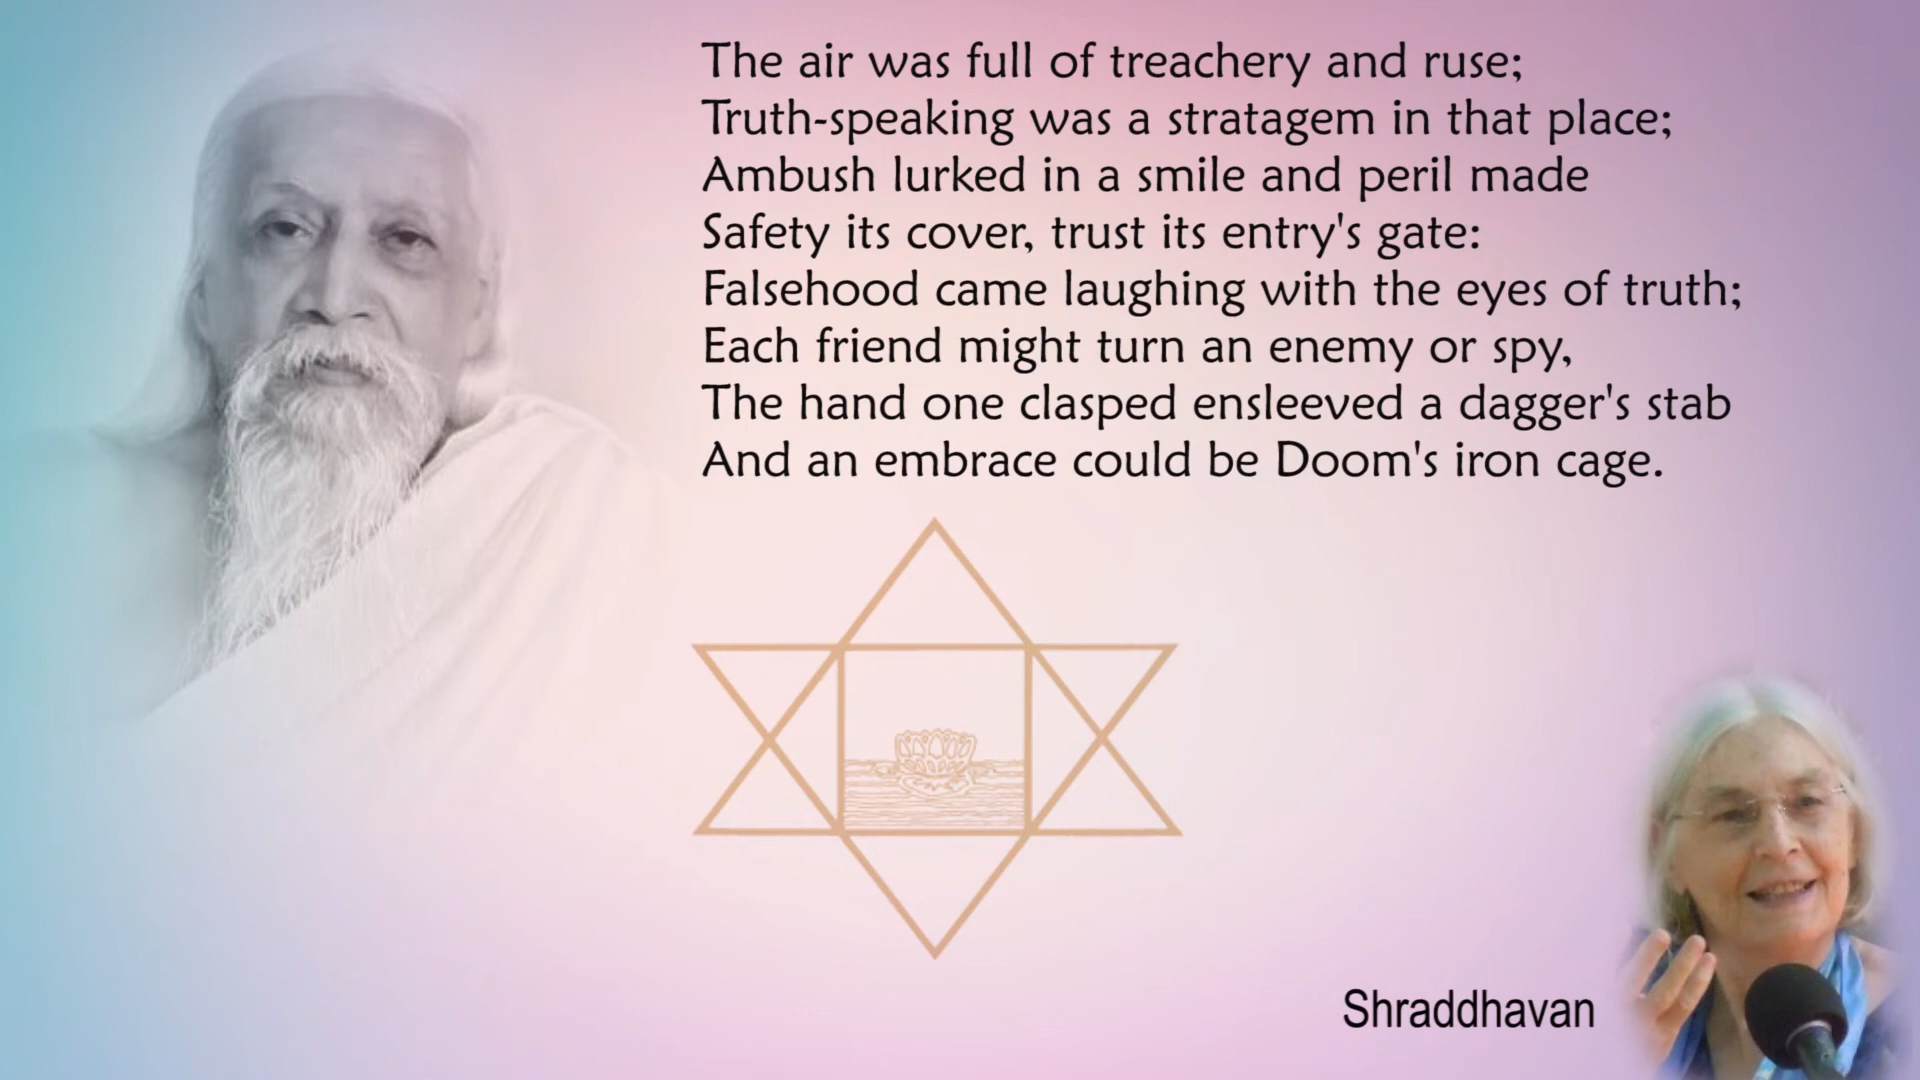 The air was full of treachery and ruse;
Truth-speaking was a stratagem in that place;
Ambush lurked in a smile and peril made
Safety its cover, trust its entry's gate:
Falsehood came laughing with the eyes of truth;
Each friend might turn an enemy or spy,
The hand one clasped ensleeved a dagger's stab
And an embrace could be Doom's iron cage.
Shraddhavan